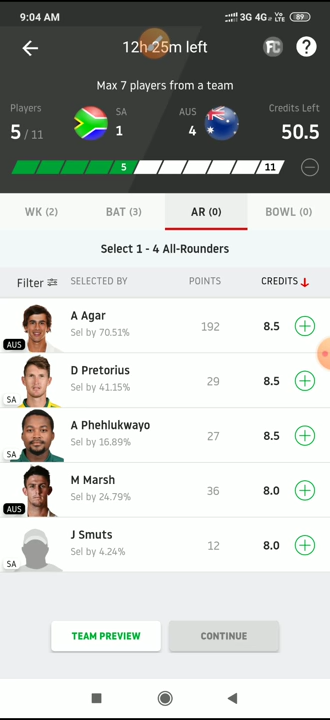 9:04 AM 3G 4G VoLTE 89
12h 25m left FC ?
Max 7 players from a team
Players SA AUS Credits Left
5 / 11 1 4 50.5
5 11
WK (2) BAT (3) AR (0) BOWL (0)
Select 1 - 4 All-Rounders
Filter SELECTED BY POINTS CREDITS
A Agar
Sel by 70.51% 192 8.5
AUS
D Pretorius
Sel by 41.15% 29 8.5
SA
A Phehlukwayo
Sel by 16.89% 27 8.5
SA
M Marsh
Sel by 24.79% 36 8.0
AUS
J Smuts
Sel by 4.24% 12 8.0
SA
TEAM PREVIEW CONTINUE